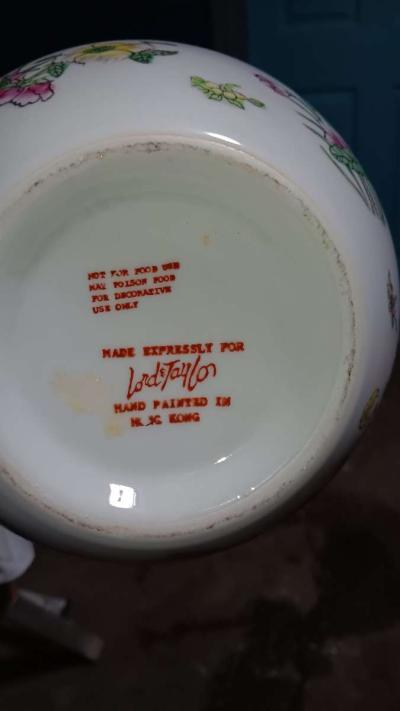 NOT FOR FOOD USE
MAY POISON FOOD
FOR DECORATIVE
USE ONLY
MADE EXPRESSLY FOR
Lord & Taylor
HAND PAINTED IN
HONG KONG